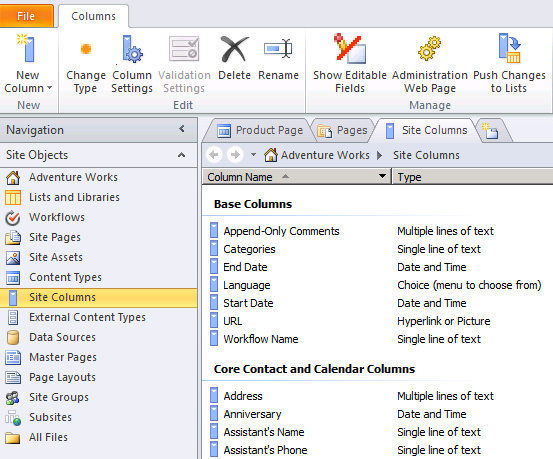 File
Columns
New Column
Change Type
Column Settings
Validation Settings
Delete
Rename
Show Editable Fields
Administration Web Page
Push Changes to Lists
New
Edit
Manage
Navigation
Site Objects
Adventure Works
Lists and Libraries
Workflows
Site Pages
Site Assets
Content Types
Site Columns
External Content Types
Data Sources
Master Pages
Page Layouts
Site Groups
Subsites
All Files
Product Page
Pages
Site Columns
Adventure Works
Site Columns
Column Name
Type
Base Columns
Append-Only Comments Multiple lines of text
Categories Single line of text
End Date Date and Time
Language Choice (menu to choose from)
Start Date Date and Time
URL Hyperlink or Picture
Workflow Name Single line of text
Core Contact and Calendar Columns
Address Multiple lines of text
Anniversary Date and Time
Assistant's Name Single line of text
Assistant's Phone Single line of text